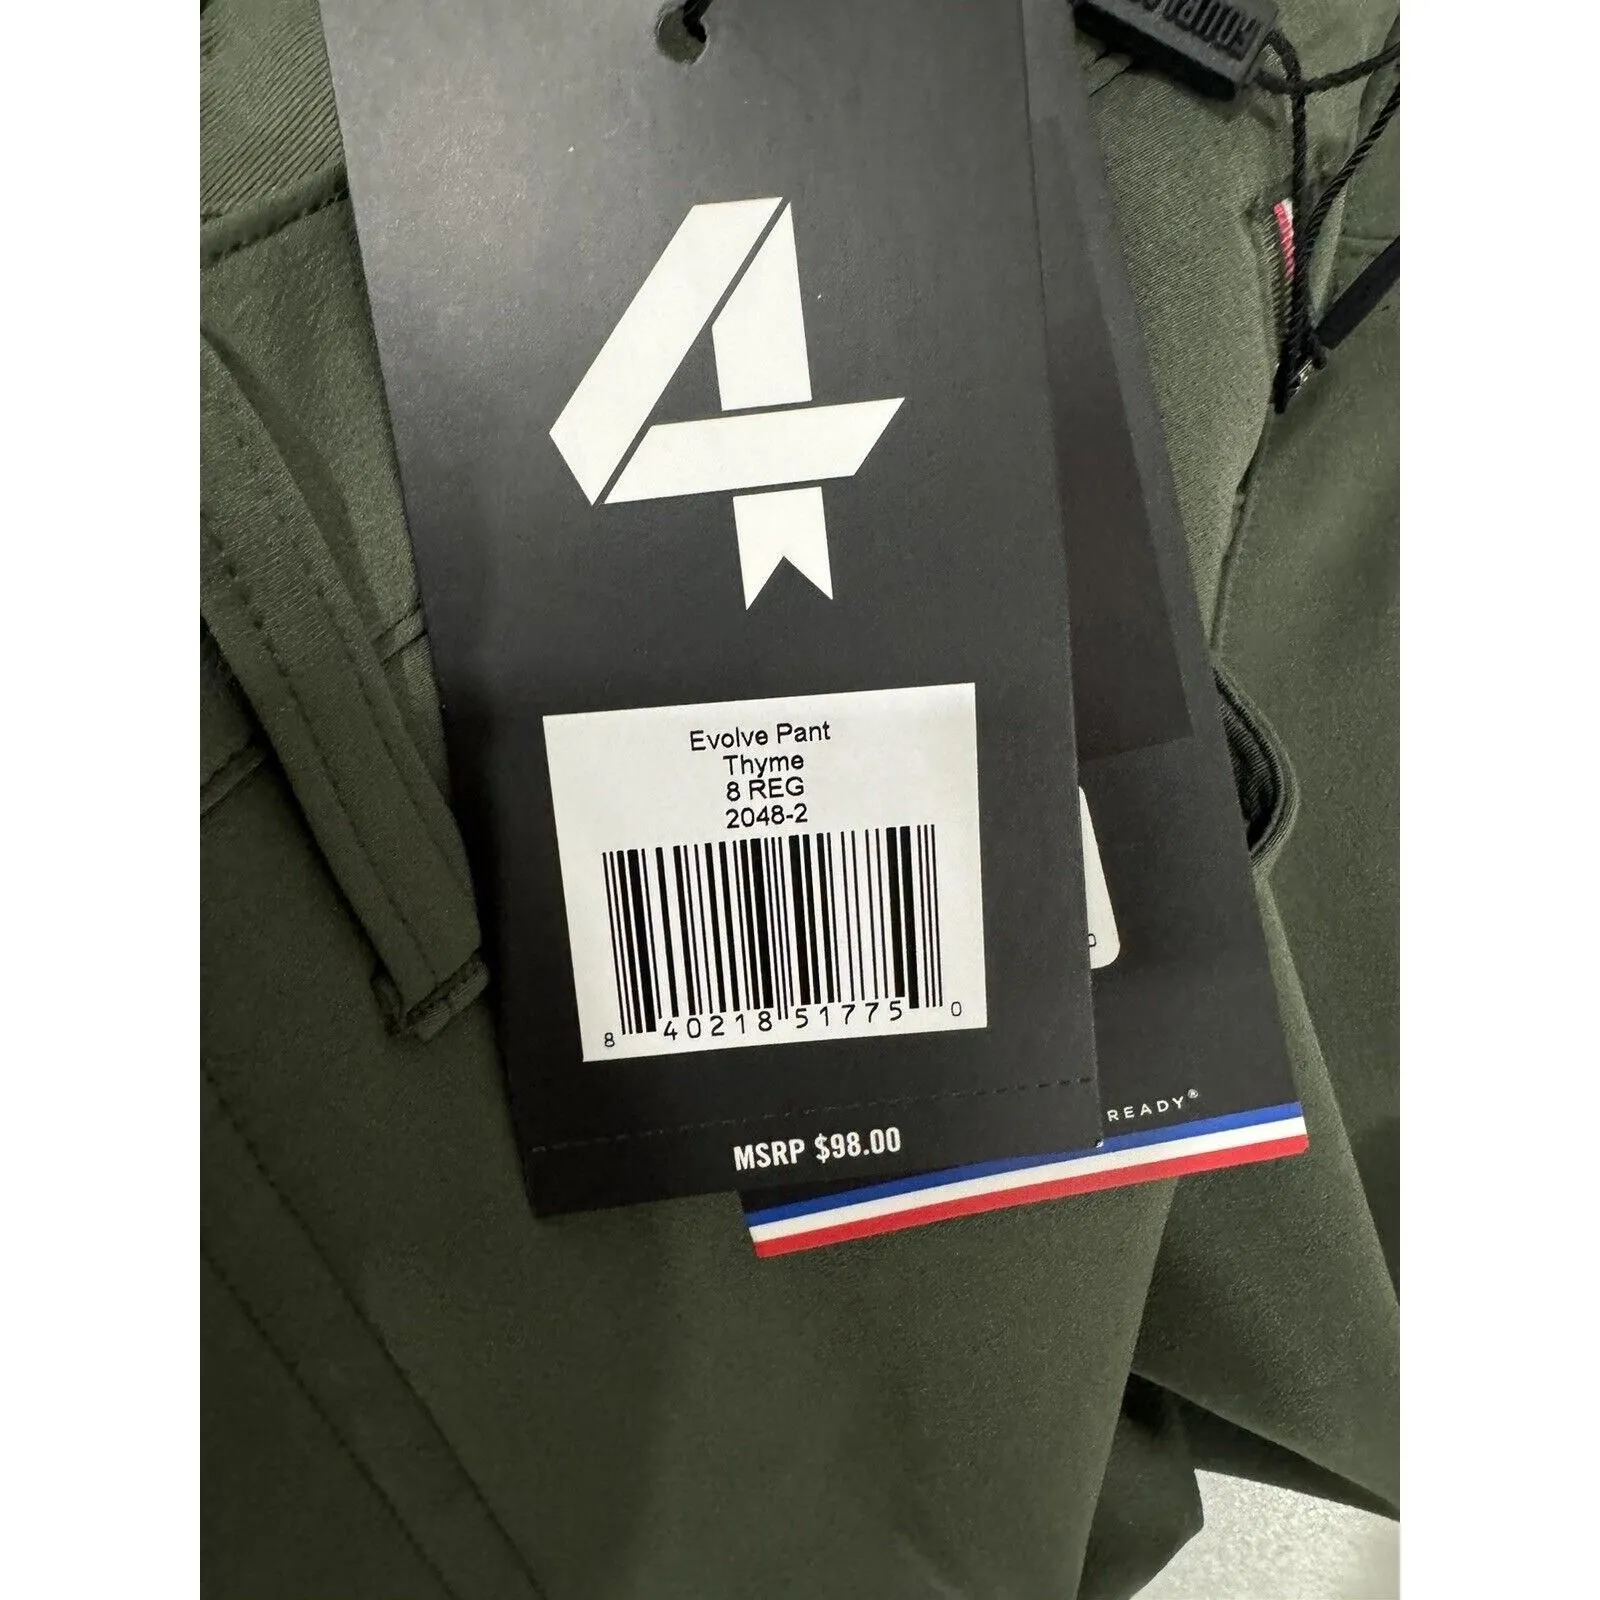 4
Evolve Pant
Thyme
8 REG
2048-2
8 40218 51775 0
MSRP $98.00
READY®